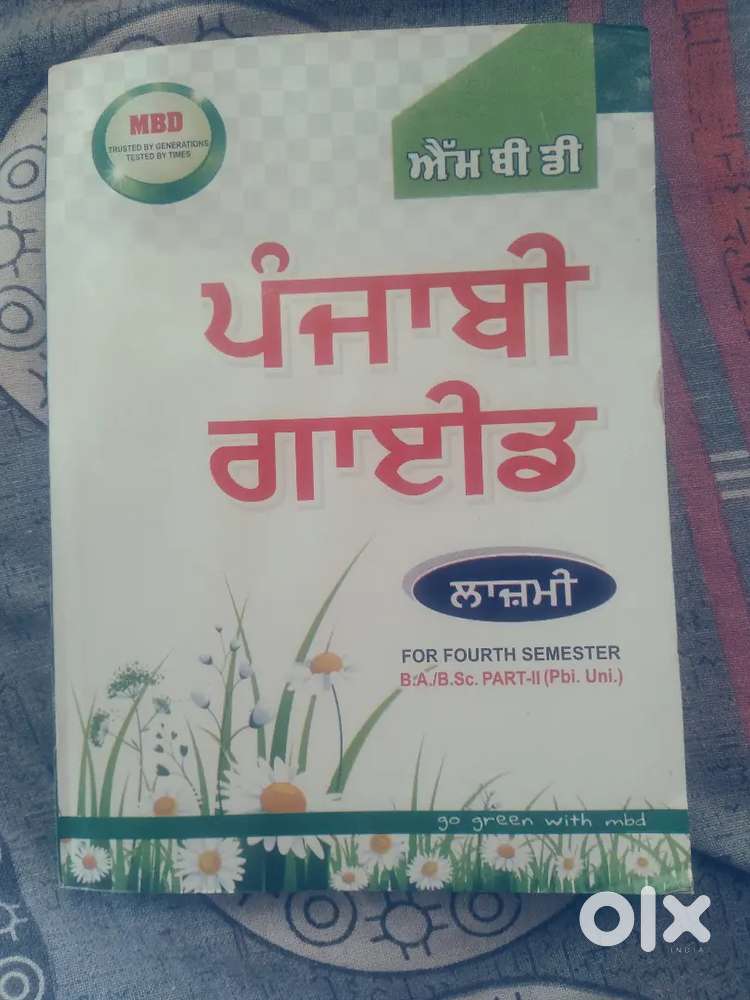 MBD
TRUSTED BY GENERATIONS
TESTED BY TIMES
ਐੱਮ ਬੀ ਡੀ
ਪੰਜਾਬੀ
ਗਾਈਡ
ਲਾਜ਼ਮੀ
FOR FOURTH SEMESTER
B.A./B.Sc. PART-II (Pbi. Uni.)
go green with mbd
olx
INDIA